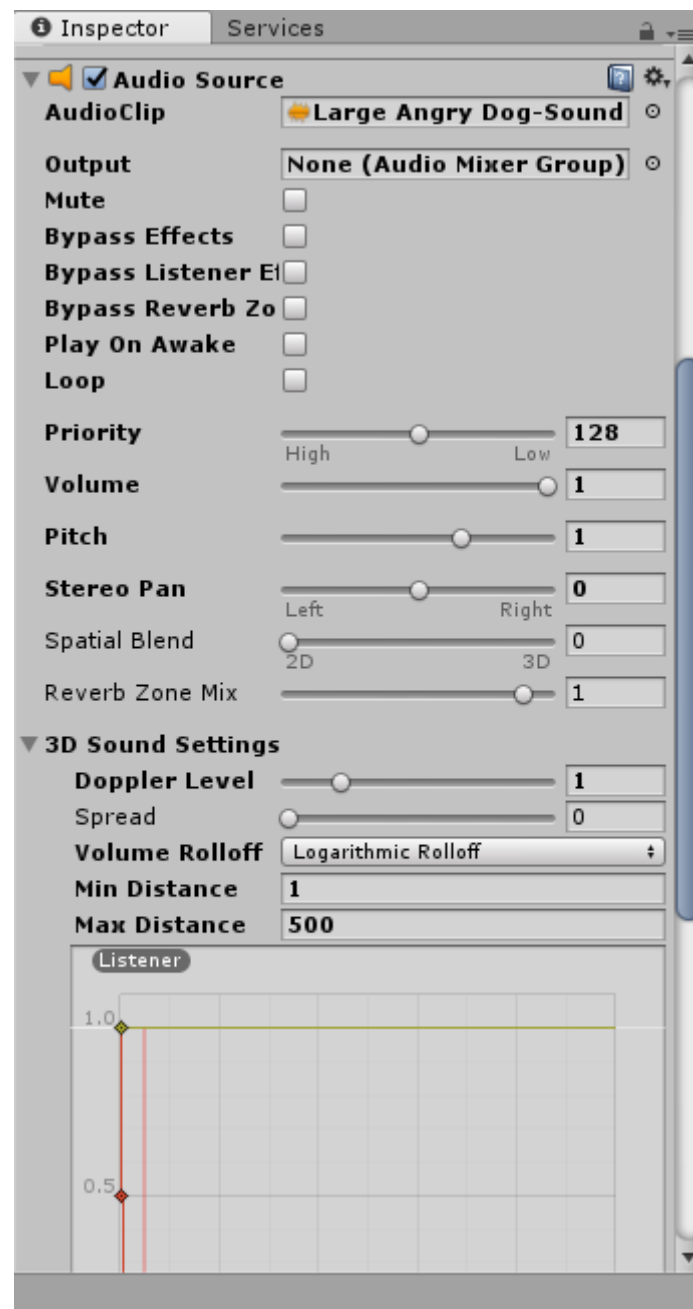 Inspector Services
Audio Source
AudioClip Large Angry Dog-Sound
Output None (Audio Mixer Group)
Mute
Bypass Effects
Bypass Listener Ef
Bypass Reverb Zo
Play On Awake
Loop
Priority 128
High Low
Volume 1
Pitch 1
Stereo Pan 0
Left Right
Spatial Blend 0
2D 3D
Reverb Zone Mix 1
3D Sound Settings
Doppler Level 1
Spread 0
Volume Rolloff Logarithmic Rolloff
Min Distance 1
Max Distance 500
Listener
1.0
0.5